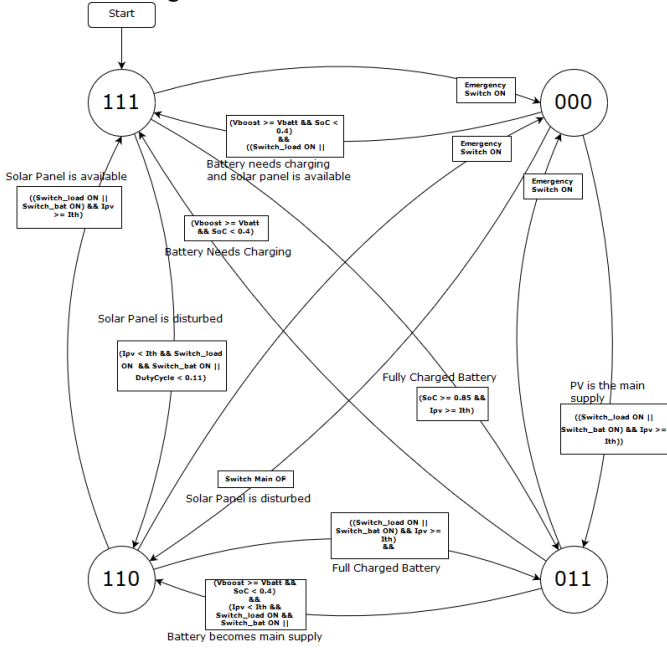 Start
111
000
Emergency
Switch ON
(Vboost >= Vbatt && SoC <
0.4)
&&
((Switch_load ON ||
Battery needs charging
and solar panel is available
Emergency
Switch ON
Emergency
Switch ON
Solar Panel is available
((Switch_load ON ||
Switch_bat ON) && Ipv
>= Ith)
(Vboost >= Vbatt
&& SoC < 0.4)
Battery Needs Charging
Solar Panel is disturbed
(Ipv < Ith && Switch_load
ON && Switch_bat ON ||
DutyCycle < 0.11)
Fully Charged Battery
(SoC >= 0.85 &&
Ipv >= Ith)
PV is the main
supply
((Switch_load ON ||
Switch_bat ON) && Ipv >=
Ith))
Switch Main OF
Solar Panel is disturbed
((Switch_load ON ||
Switch_bat ON) && Ipv >=
Ith)
&&
Full Charged Battery
110
011
(Vboost >= Vbatt &&
SoC < 0.4)
&&
(Ipv < Ith &&
Switch_load ON &&
Switch_bat ON ||
Battery becomes main supply